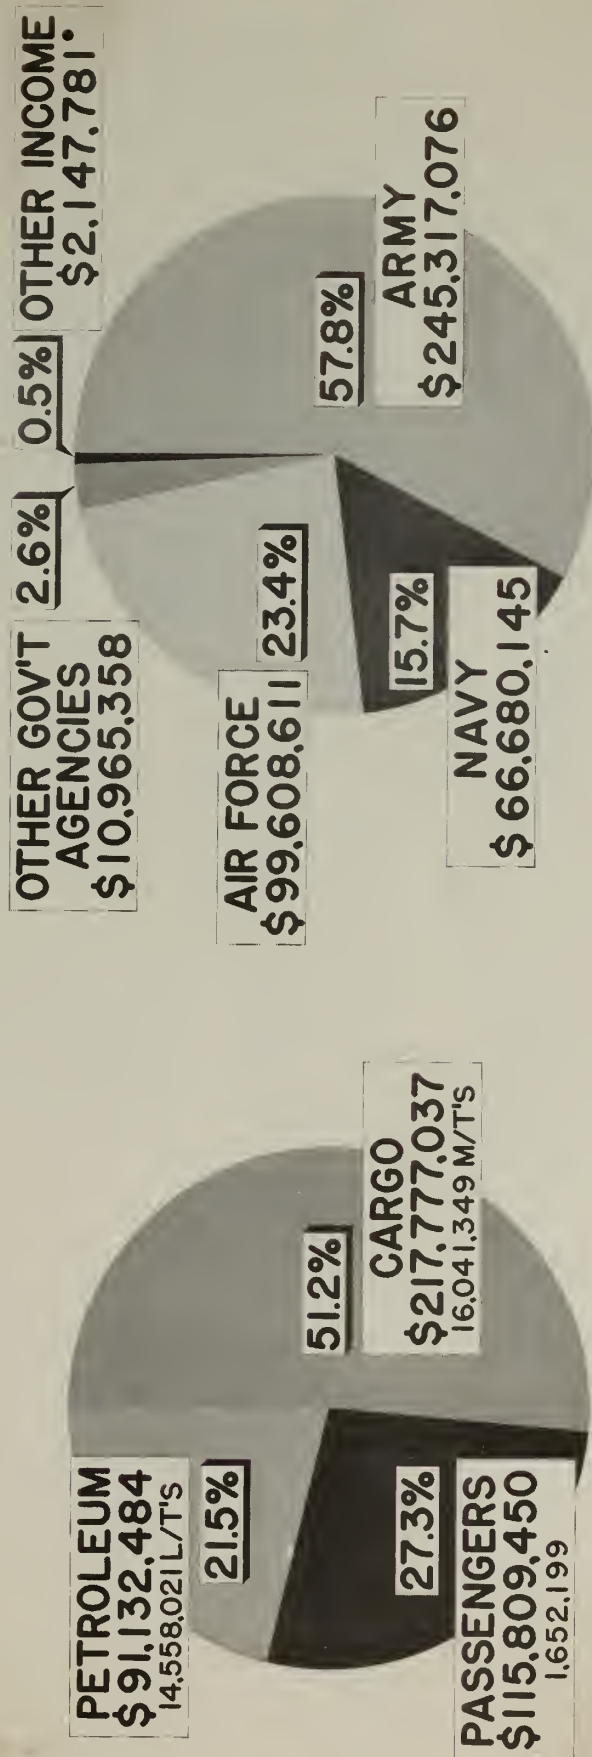 PETROLEUM
$91,132,484
14,558,021 L/T'S
21.5%
51.2%
CARGO
$217,777,037
16,041,349 M/T'S
27.3%
PASSENGERS
$115,809,450
1,652,199
OTHER GOV'T
AGENCIES
$10,965,358
2.6%
0.5%
OTHER INCOME
$2,147,781*
AIR FORCE
$99,608,611
23.4%
57.8%
ARMY
$245,317,076
15.7%
NAVY
$66,680,145